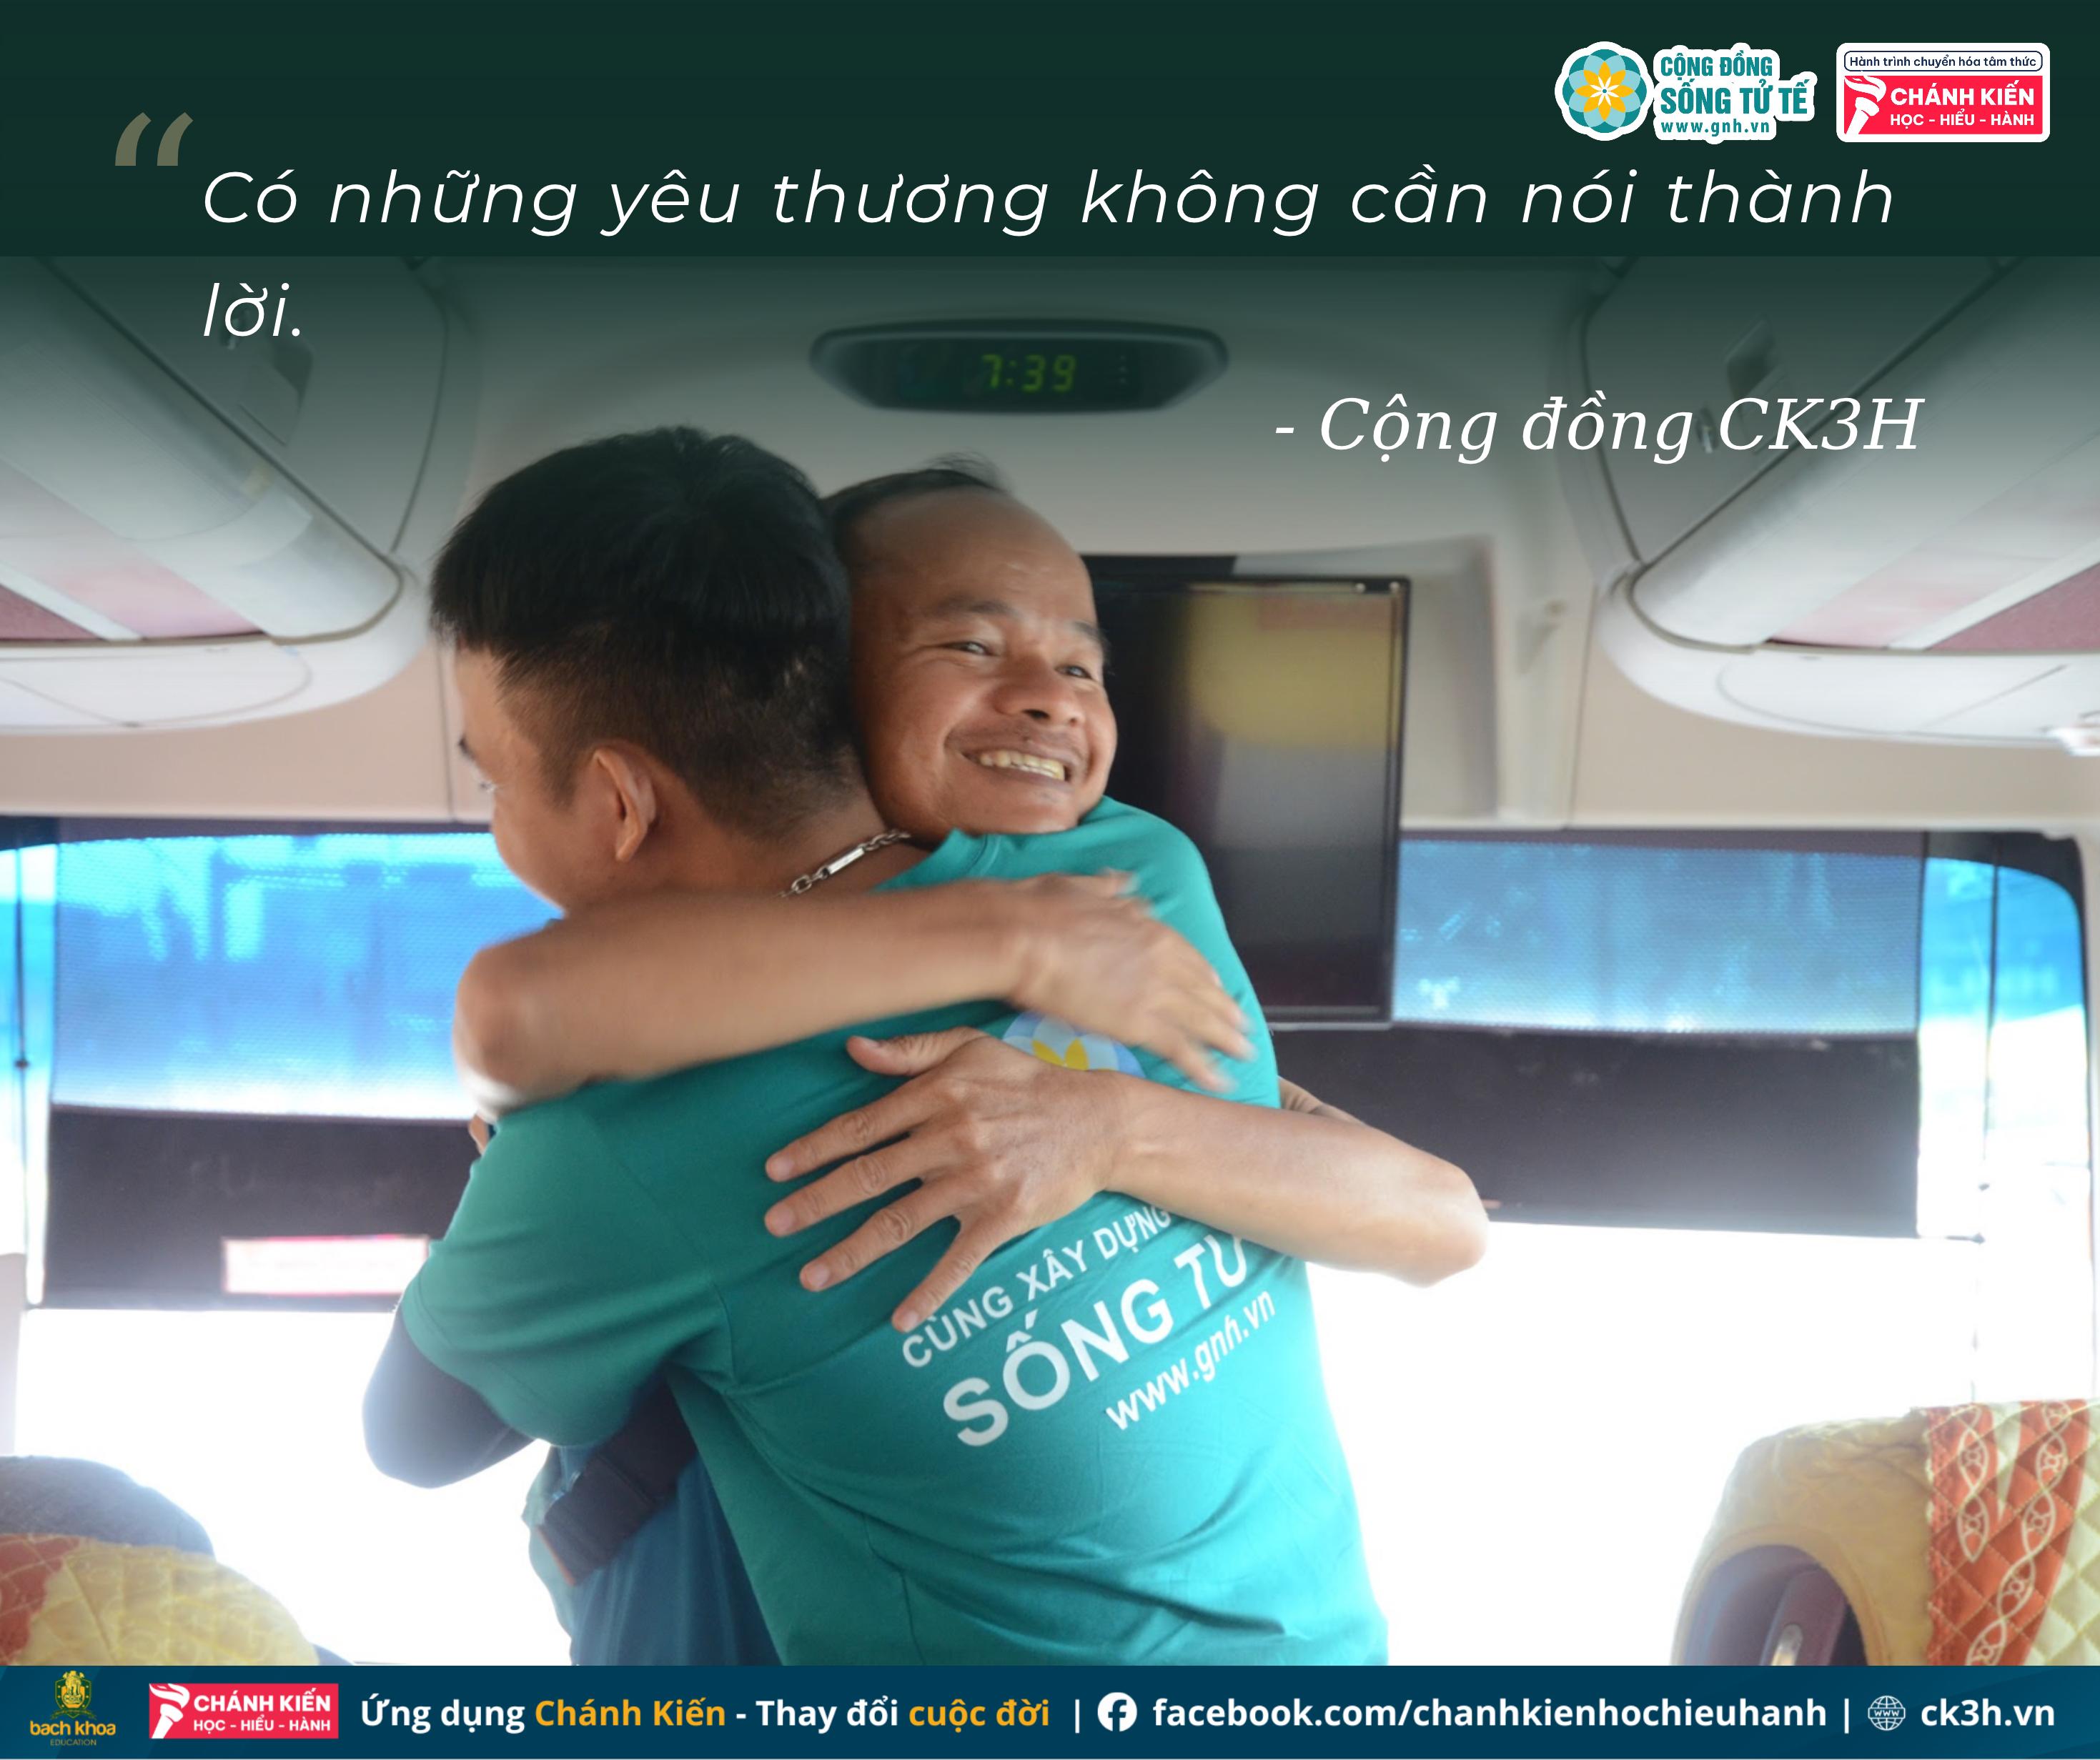 CỘNG ĐỒNG
SỐNG TỬ TẾ
www.gnh.vn
Hành trình chuyển hóa tâm thức
CHÁNH KIẾN
HỌC - HIỂU - HÀNH
“
Có những yêu thương không cần nói thành
lời.
7:39
- Cộng đồng CK3H
CÙNG XÂY DỰNG
SỐNG TỬ
www.gnh.vn
bach khoa
EDUCATION
CHÁNH KIẾN
HỌC - HIỂU - HÀNH
Ứng dụng Chánh Kiến - Thay đổi cuộc đời | facebook.com/chanhkienhochieuhanh | www ck3h.vn